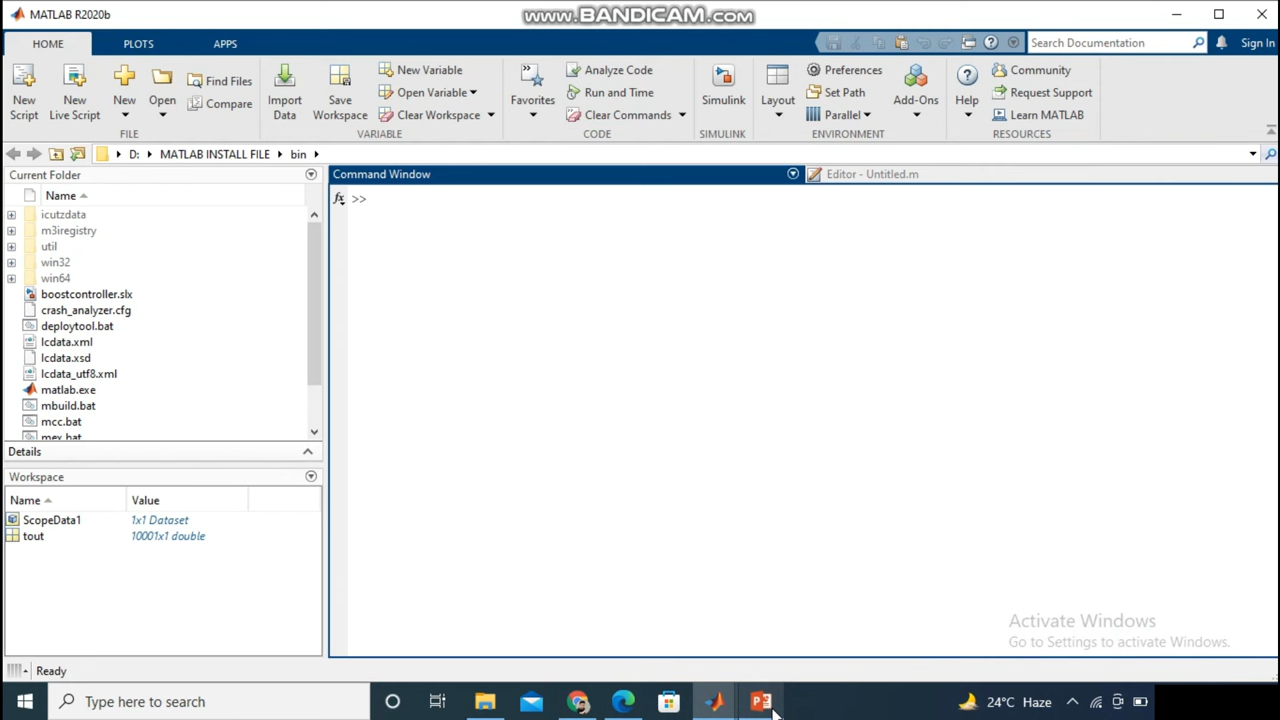 MATLAB R2020b
www.BANDICAM.com
HOME PLOTS APPS
Search Documentation Sign In
New Script
New Live Script
New
Open
Find Files
Compare
Import Data
Save Workspace
New Variable
Open Variable
Clear Workspace
Favorites
Analyze Code
Run and Time
Clear Commands
Simulink
Layout
Preferences
Set Path
Parallel
Add-Ons
Help
Community
Request Support
Learn MATLAB
FILE VARIABLE CODE SIMULINK ENVIRONMENT RESOURCES
D: MATLAB INSTALL FILE bin
Current Folder
Name
icutzdata
m3iregistry
util
win32
win64
boostcontroller.slx
crash_analyzer.cfg
deploytool.bat
lcdata.xml
lcdata.xsd
lcdata_utf8.xml
matlab.exe
mbuild.bat
mcc.bat
mex.bat
Details
Workspace
Name Value
ScopeData1 1x1 Dataset
tout 10001x1 double
Command Window
Editor - Untitled.m
fx >>
Activate Windows
Go to Settings to activate Windows.
Ready
Type here to search
24°C Haze